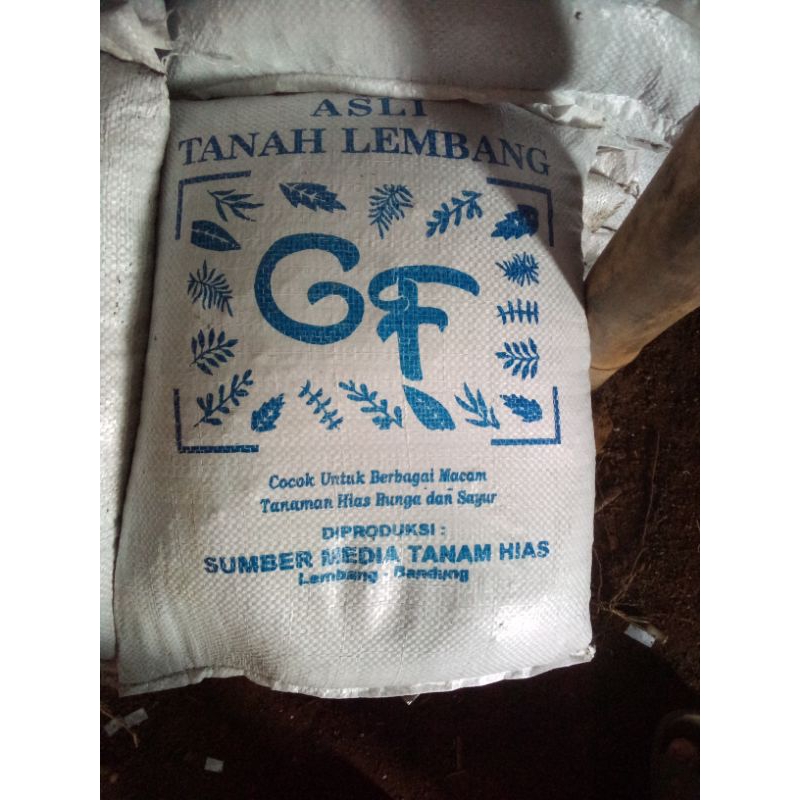 ASLI
TANAH LEMBANG
GF
Cocok Untuk Berbagai Macam
Tanaman Hias Bunga dan Sayur
DIPRODUKSI :
SUMBER MEDIA TANAM HIAS
Lembang - Bandung